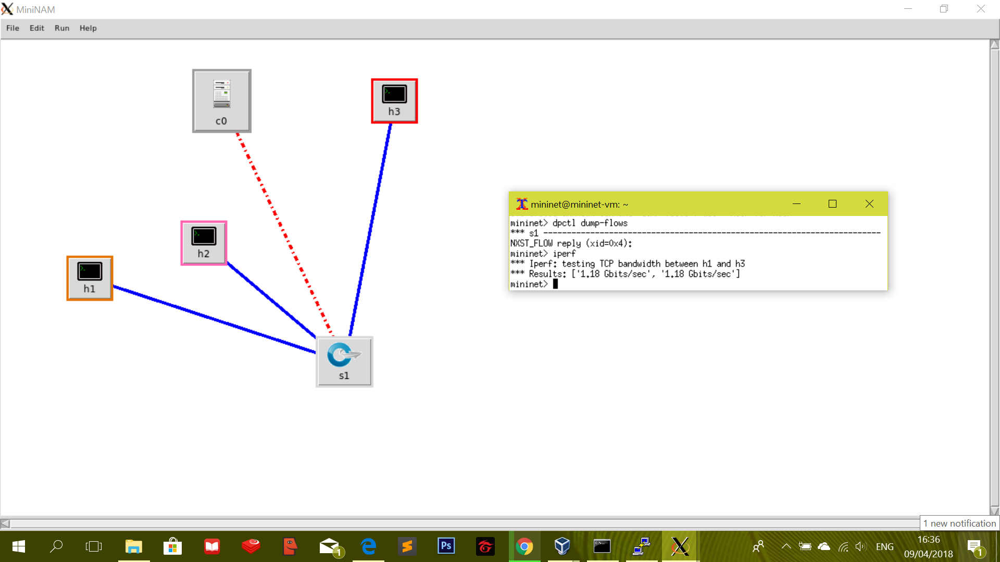 MiniNAM
File Edit Run Help
c0
h3
h2
h1
s1
mininet@mininet-vm: ~
mininet> dpctl dump-flows
*** s1 ------------------------------------------------------------------------
NXST_FLOW reply (xid=0x4):
mininet> iperf
*** Iperf: testing TCP bandwidth between h1 and h3
*** Results: ['1.18 Gbits/sec', '1.18 Gbits/sec']
mininet>
1 new notification
1
Ps
ENG
16:36
09/04/2018
1